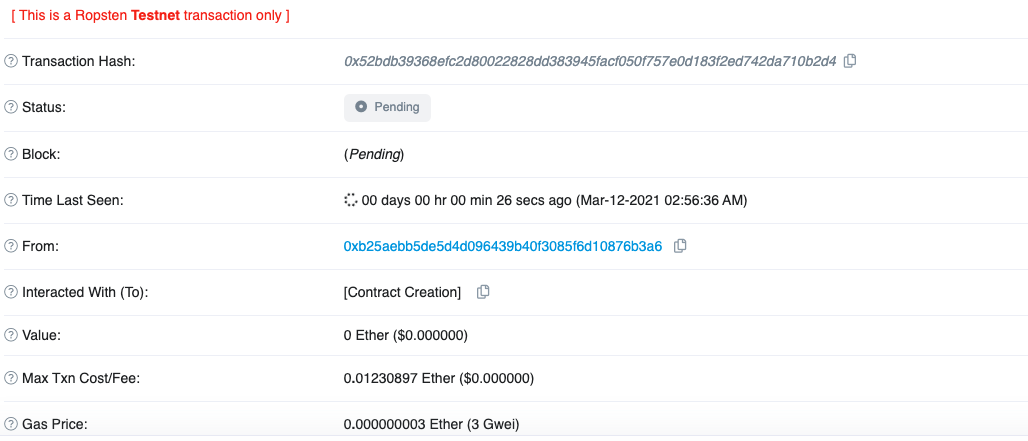 [ This is a Ropsten Testnet transaction only ]
Transaction Hash: 0x52bdb39368efc2d80022828dd383945facf050f757e0d183f2ed742da710b2d4
Status: Pending
Block: (Pending)
Time Last Seen: 00 days 00 hr 00 min 26 secs ago (Mar-12-2021 02:56:36 AM)
From: 0xb25aebb5de5d4d096439b40f3085f6d10876b3a6
Interacted With (To): [Contract Creation]
Value: 0 Ether ($0.000000)
Max Txn Cost/Fee: 0.01230897 Ether ($0.000000)
Gas Price: 0.000000003 Ether (3 Gwei)